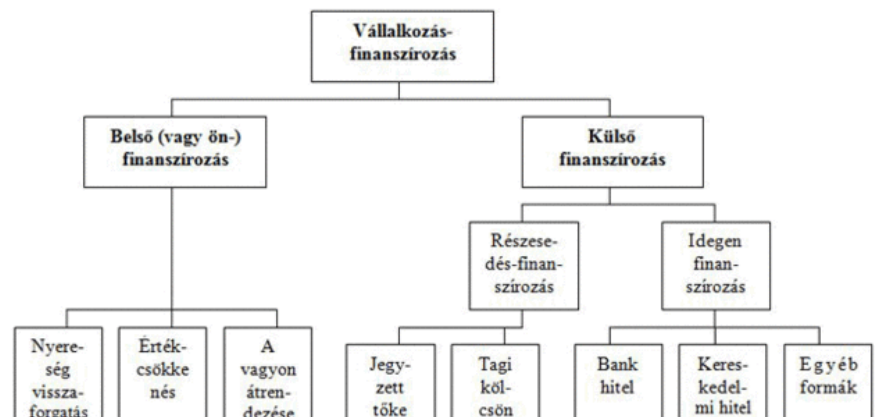 Vállalkozás-
finanszírozás
Belső (vagy ön-)
finanszírozás
Külső
finanszírozás
Részese-
dés-finan-
szírozás
Idegen
finan-
szírozás
Nyere-
ség
vissza-
forgatás
Érték-
csökke
nés
A
vagyon
átren-
dezése
Jegy-
zett
tőke
Tagi
köl-
csön
Bank
hitel
Keres-
kedel-
mi hitel
Egyéb
formák